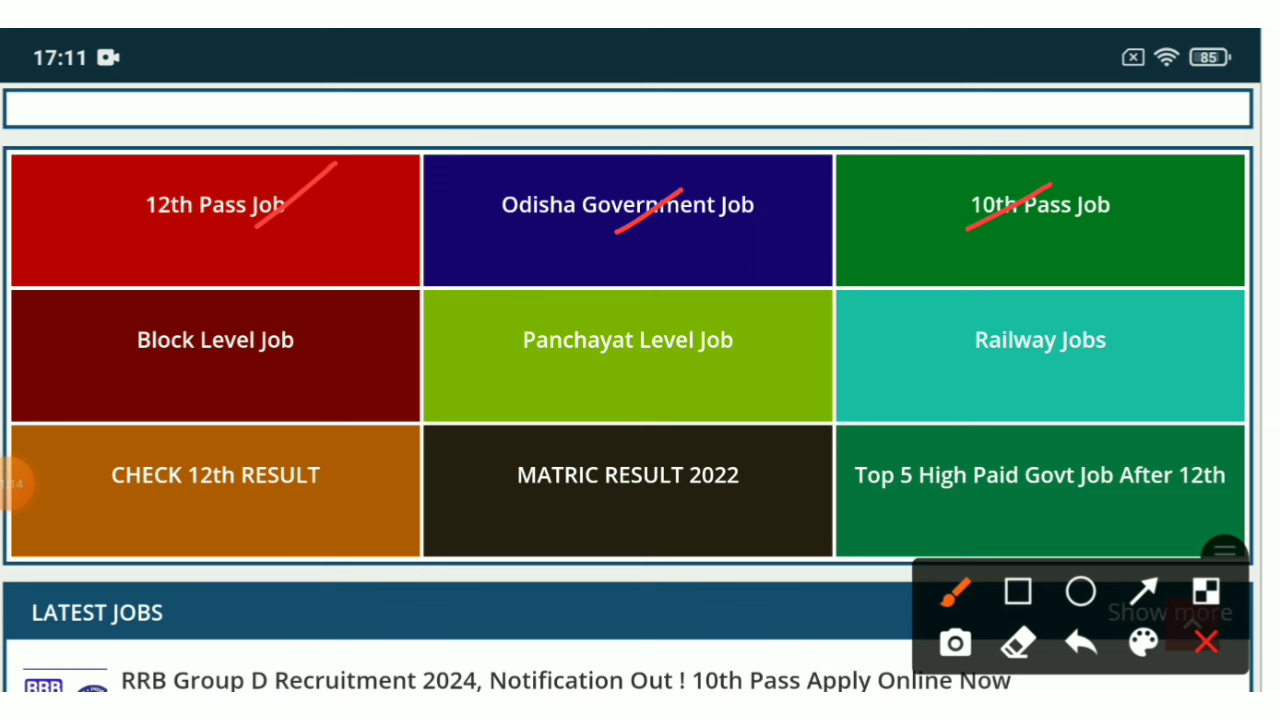 17:11
85
12th Pass Job
Odisha Government Job
10th Pass Job
Block Level Job
Panchayat Level Job
Railway Jobs
CHECK 12th RESULT
MATRIC RESULT 2022
Top 5 High Paid Govt Job After 12th
LATEST JOBS
Show more
RRB
RRB Group D Recruitment 2024, Notification Out ! 10th Pass Apply Online Now